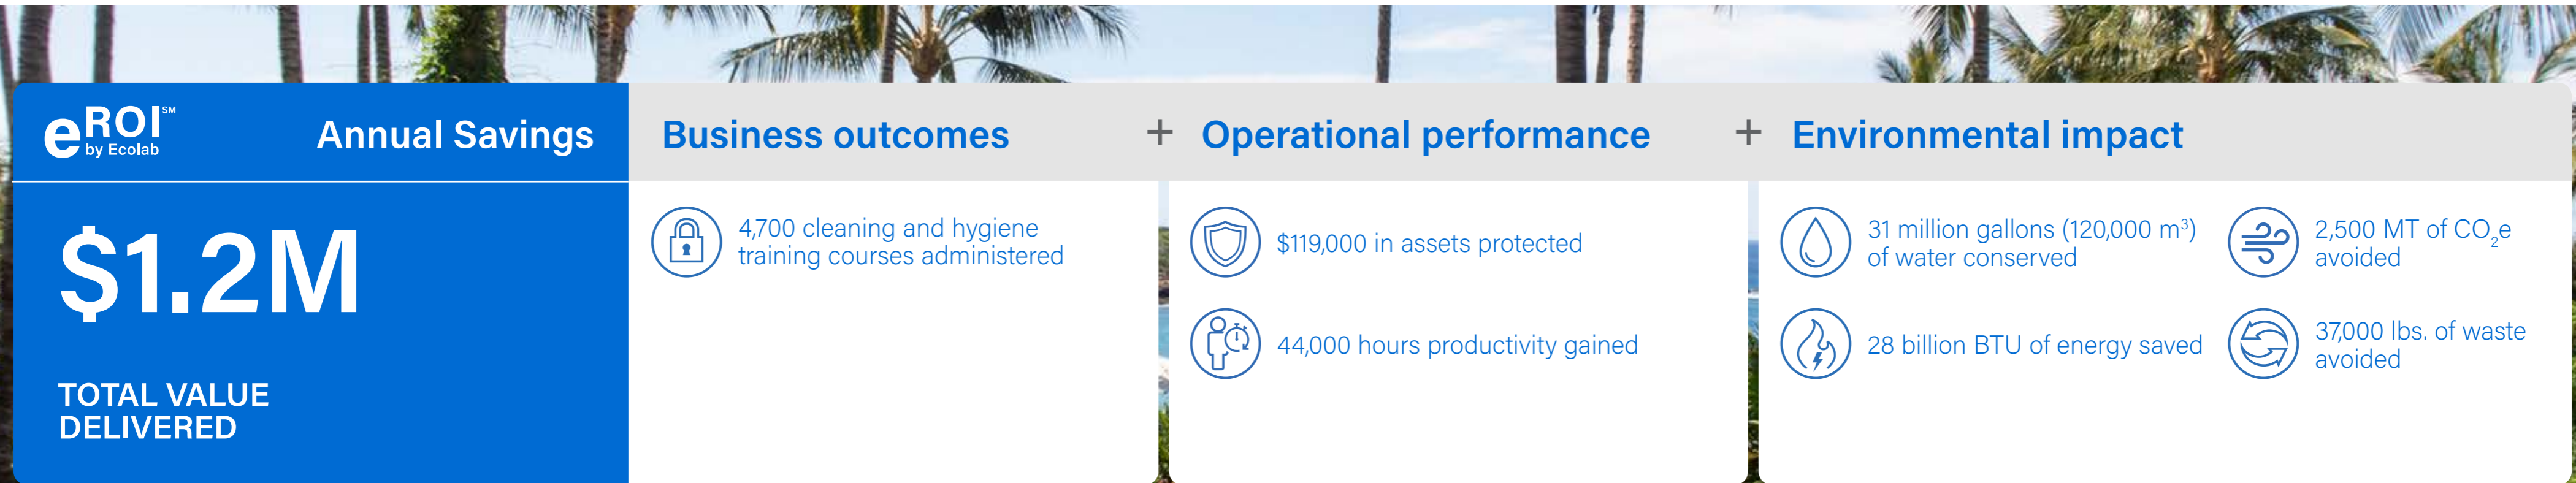 eROI℠
by Ecolab
Annual Savings
$1.2M
TOTAL VALUE
DELIVERED
Business outcomes
4,700 cleaning and hygiene
training courses administered
+
Operational performance
$119,000 in assets protected
44,000 hours productivity gained
+
Environmental impact
31 million gallons (120,000 m³)
of water conserved
28 billion BTU of energy saved
2,500 MT of CO₂e
avoided
37,000 lbs. of waste
avoided